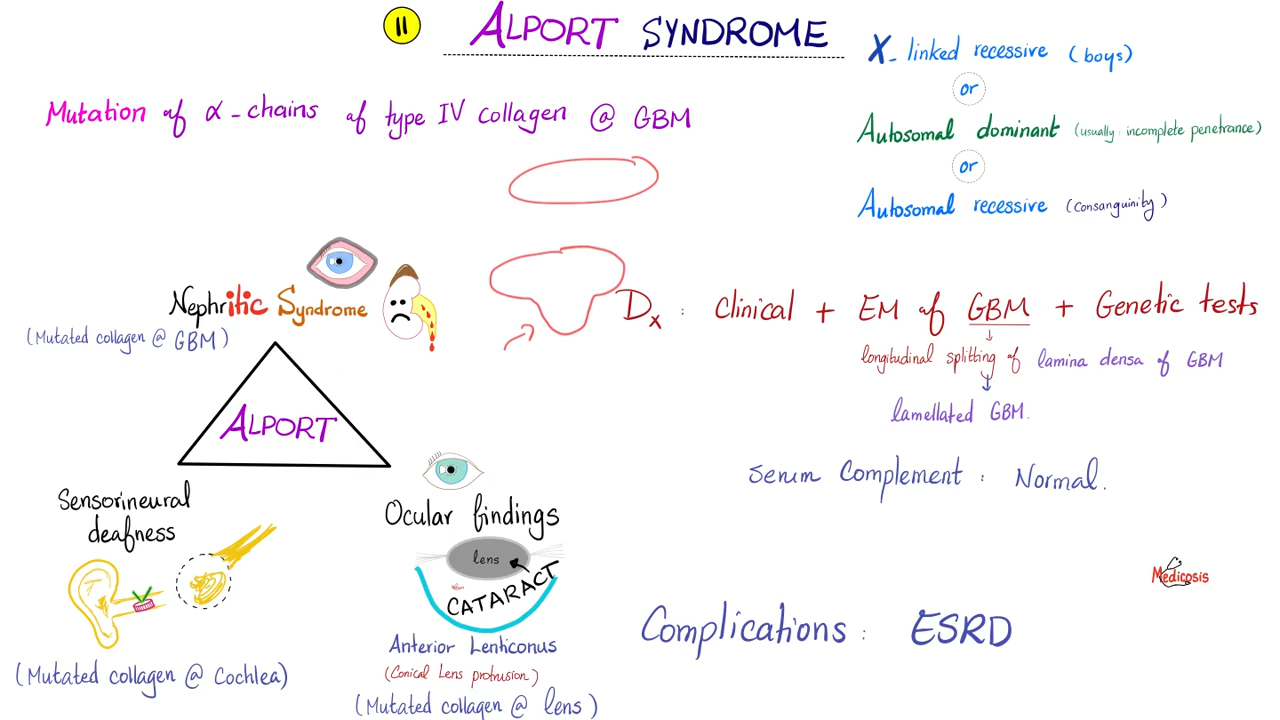 11
ALPORT SYNDROME
X-linked recessive (boys)
or
Autosomal dominant (usually: incomplete penetrance)
or
Autosomal recessive (consanguinity)
Mutation of α-chains of type IV collagen @ GBM
Nephritic Syndrome
(Mutated collagen @ GBM)
ALPORT
Sensorineural
deafness
(Mutated collagen @ Cochlea)
Ocular findings
lens
CATARACT
Anterior Lenticonus
(Conical Lens protrusion)
(Mutated collagen @ lens)
Dx: Clinical + EM of GBM + Genetic tests
longitudinal splitting of lamina densa of GBM
lamellated GBM.
Serum Complement: Normal.
Complications: ESRD
Medicosis